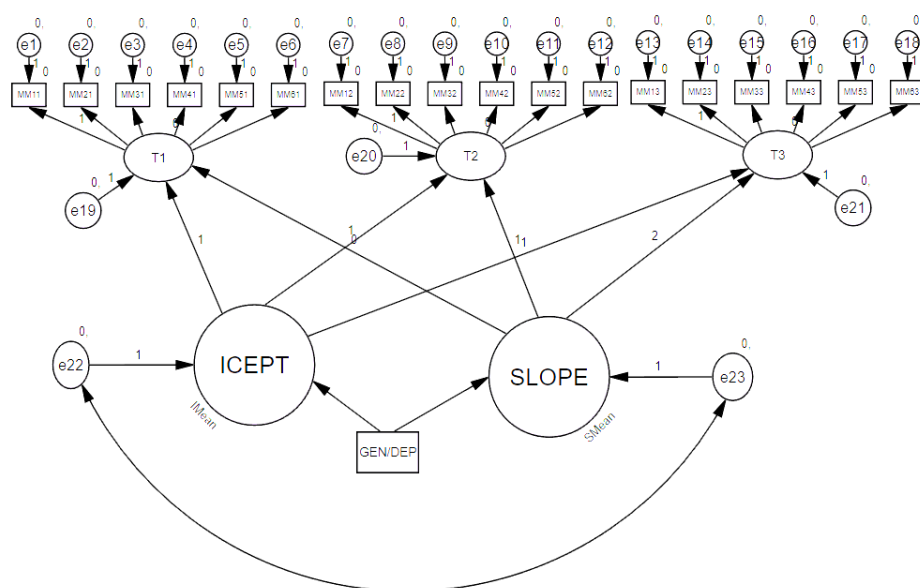 0, 0, 0, 0, 0, 0, 0, 0, 0, 0, 0, 0, 0, 0, 0, 0, 0, 0,
e1 e2 e3 e4 e5 e6 e7 e8 e9 e10 e11 e12 e13 e14 e15 e16 e17 e18
1 1 1 1 1 1 1 1 1 1 1 1 1 1 1 1 1 1
0 0 0 0 0 0 0 0 0 0 0 0 0 0 0 0 0 0
MM11 MM21 MM31 MM41 MM51 MM61 MM12 MM22 MM32 MM42 MM52 MM62 MM13 MM23 MM33 MM43 MM53 MM63
1 0 0, 1 0 1 0
T1 e20 1 T2 T3
0, 1 1 0,
e19 e21
1 1 0 1 1 2
0, 0,
e22 1 ICEPT SLOPE 1 e23
IMean SMean
GEN/DEP